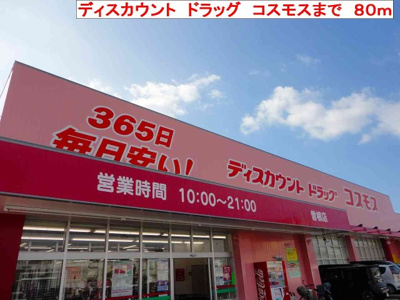 ディスカウント ドラッグ コスモスまで 80m
365日
毎日安い!
ディスカウント ドラッグ コスモス
営業時間 10:00〜21:00